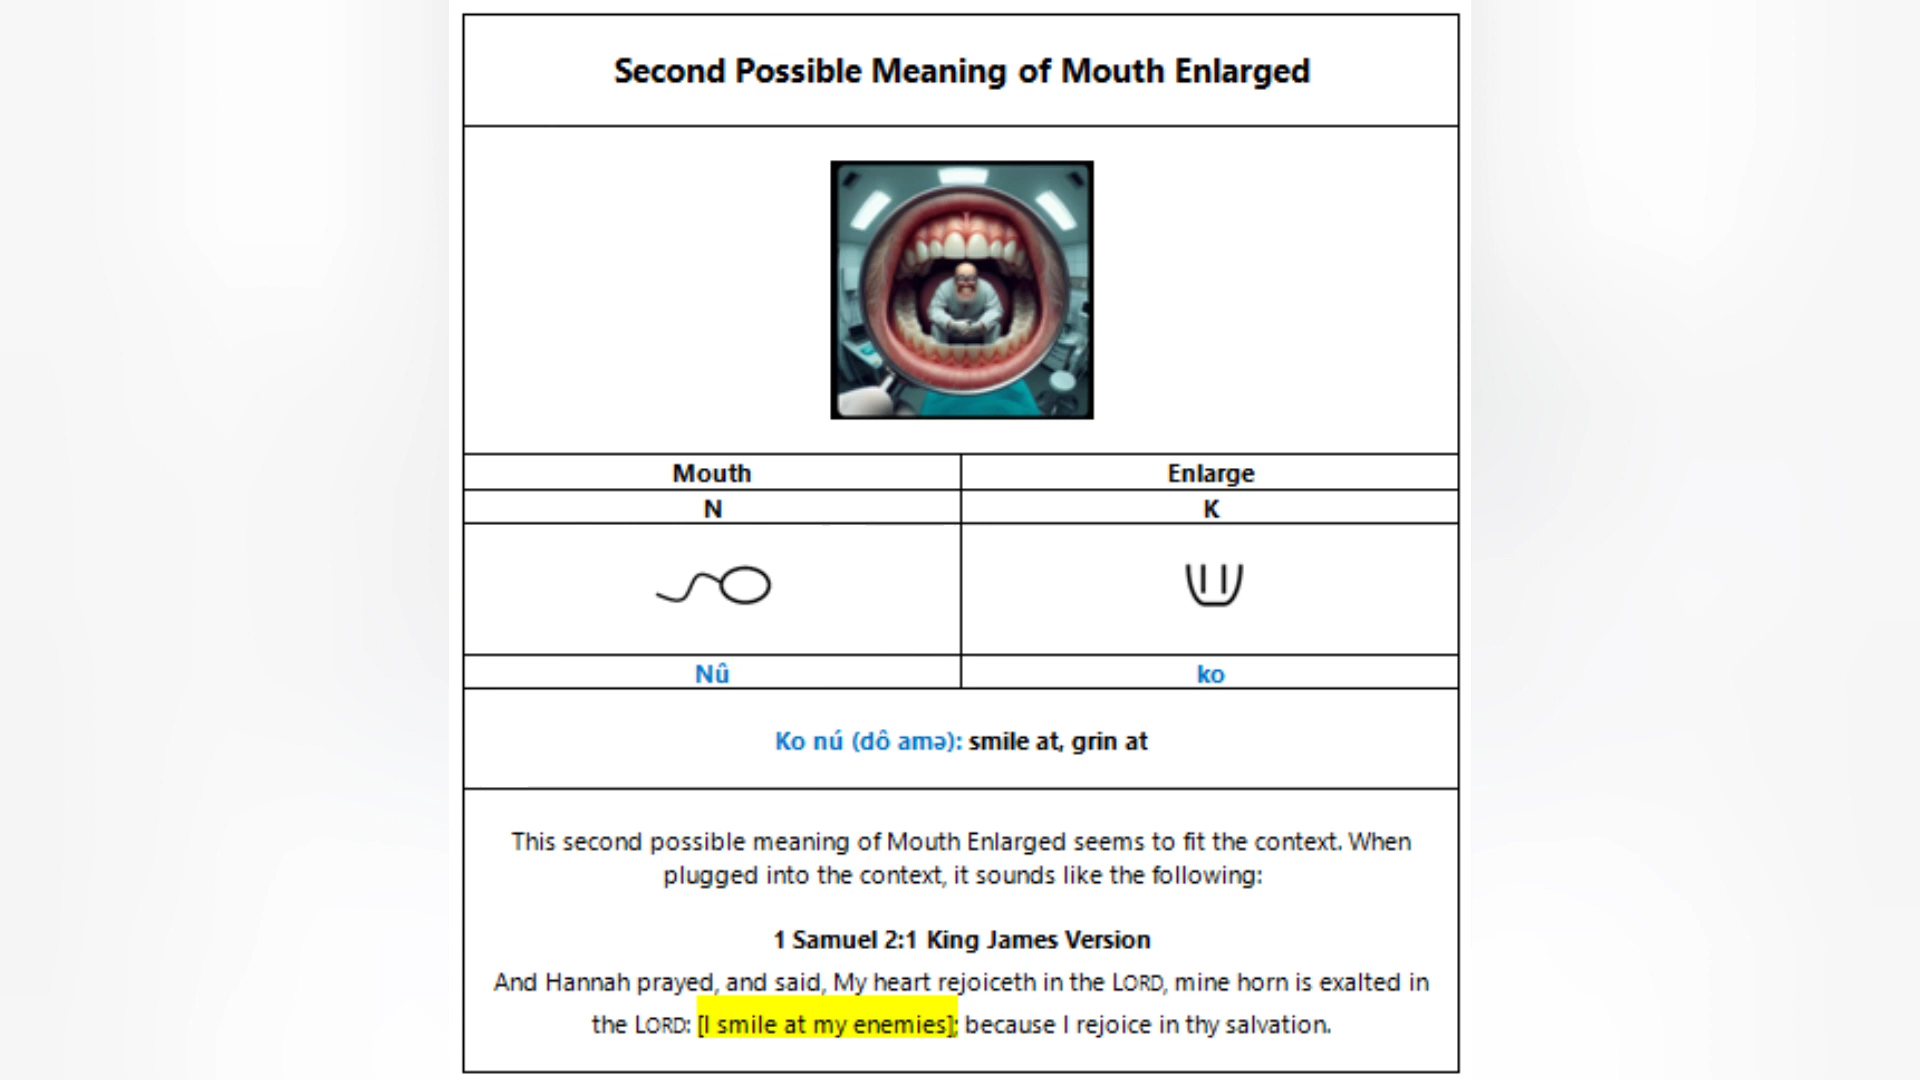 Second Possible Meaning of Mouth Enlarged
Mouth
Enlarge
N
K
Nû
ko
Ko nú (dô amə): smile at, grin at
This second possible meaning of Mouth Enlarged seems to fit the context. When
plugged into the context, it sounds like the following:
1 Samuel 2:1 King James Version
And Hannah prayed, and said, My heart rejoiceth in the LORD, mine horn is exalted in
the LORD: [I smile at my enemies]; because I rejoice in thy salvation.